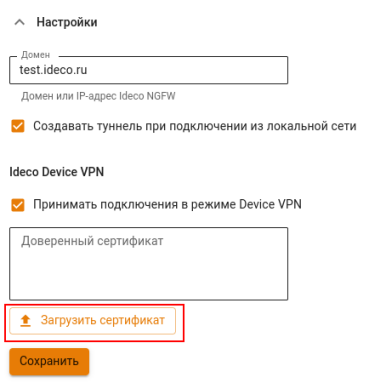 Настройки
Домен
test.ideco.ru
Домен или IP-адрес Ideco NGFW
Создавать туннель при подключении из локальной сети
Ideco Device VPN
Принимать подключения в режиме Device VPN
Доверенный сертификат
Загрузить сертификат
Сохранить